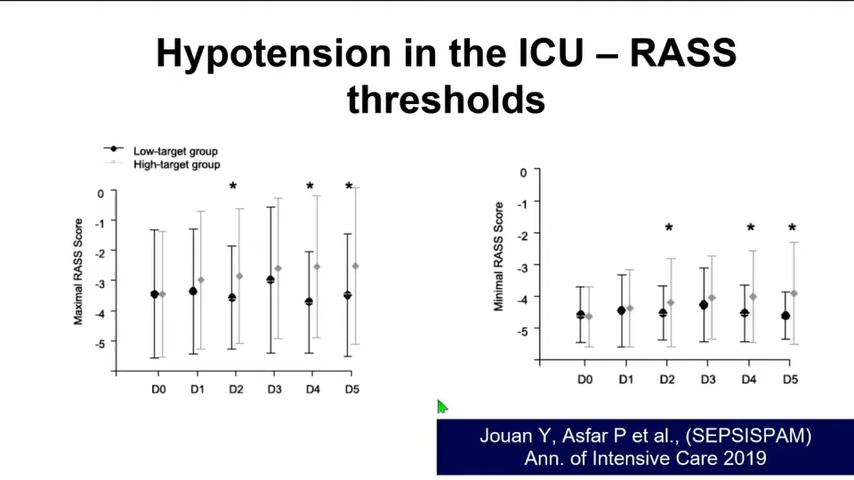 Hypotension in the ICU – RASS
thresholds
Low-target group
High-target group
Maximal RASS Score
0
-1
-2
-3
-4
-5
* * *
D0 D1 D2 D3 D4 D5
Minimal RASS Score
0
-1
-2
-3
-4
-5
* * *
D0 D1 D2 D3 D4 D5
Jouan Y, Asfar P et al., (SEPSISPAM)
Ann. of Intensive Care 2019